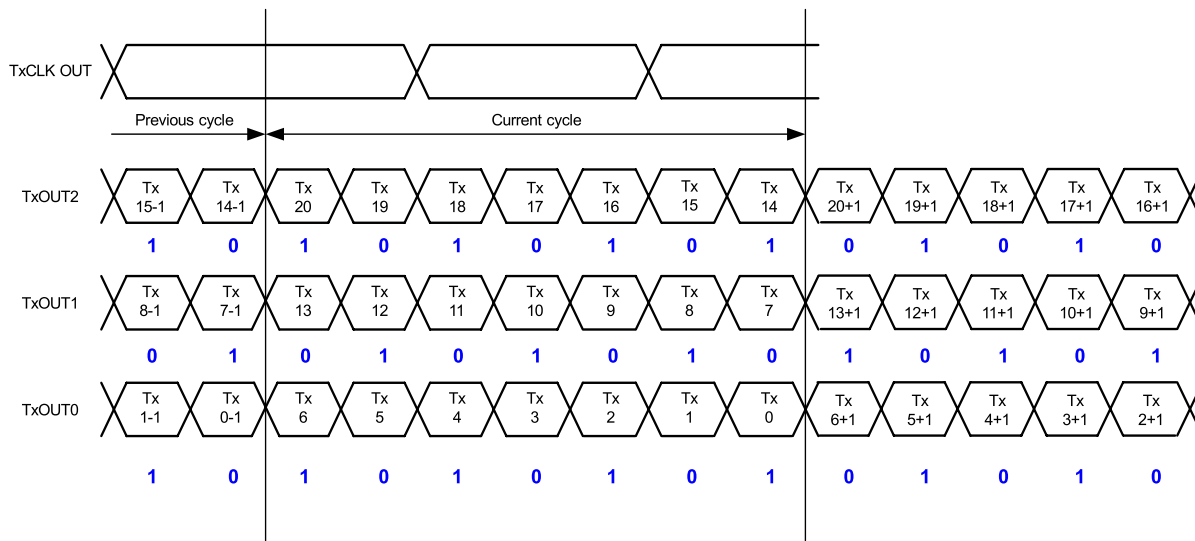 TxCLK OUT
Previous cycle Current cycle
TxOUT2
Tx 15-1 Tx 14-1 Tx 20 Tx 19 Tx 18 Tx 17 Tx 16 Tx 15 Tx 14 Tx 20+1 Tx 19+1 Tx 18+1 Tx 17+1 Tx 16+1
1 0 1 0 1 0 1 0 1 0 1 0 1 0
TxOUT1
Tx 8-1 Tx 7-1 Tx 13 Tx 12 Tx 11 Tx 10 Tx 9 Tx 8 Tx 7 Tx 13+1 Tx 12+1 Tx 11+1 Tx 10+1 Tx 9+1
0 1 0 1 0 1 0 1 0 1 0 1 0 1
TxOUT0
Tx 1-1 Tx 0-1 Tx 6 Tx 5 Tx 4 Tx 3 Tx 2 Tx 1 Tx 0 Tx 6+1 Tx 5+1 Tx 4+1 Tx 3+1 Tx 2+1
1 0 1 0 1 0 1 0 1 0 1 0 1 0